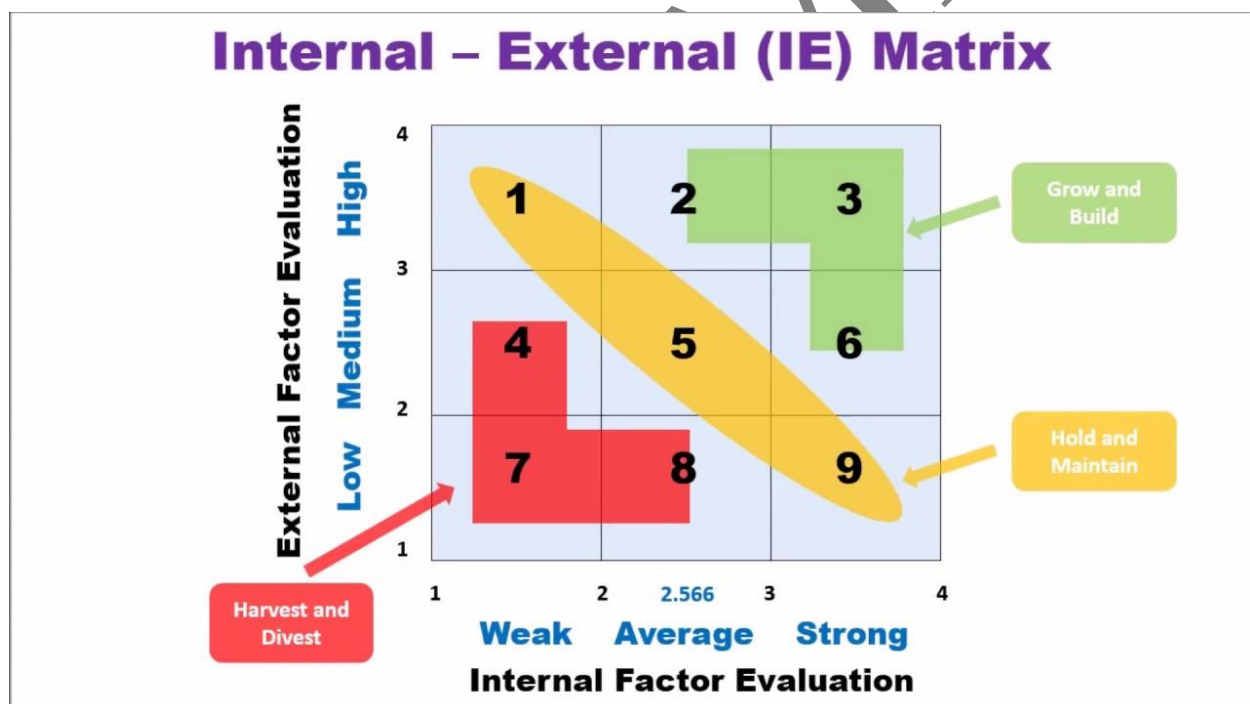 Internal – External (IE) Matrix
External Factor Evaluation
Low Medium High
4
3
2
1
1 2 3
4 5 6
7 8 9
Grow and
Build
Hold and
Maintain
Harvest and
Divest
1 2 2.566 3 4
Weak Average Strong
Internal Factor Evaluation